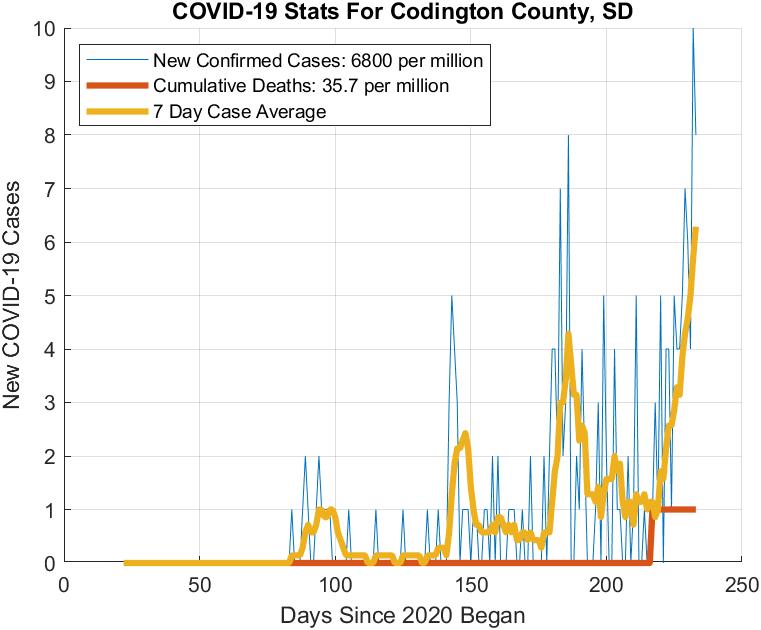 COVID-19 Stats For Codington County, SD
New Confirmed Cases: 6800 per million
Cumulative Deaths: 35.7 per million
7 Day Case Average
New COVID-19 Cases
10
9
8
7
6
5
4
3
2
1
0
0 50 100 150 200 250
Days Since 2020 Began